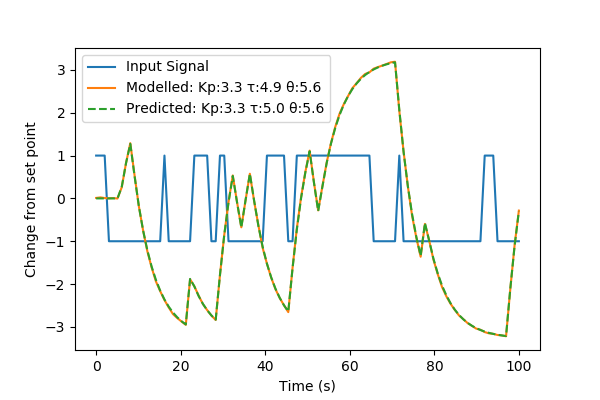 Input Signal
Modelled: Kp:3.3 τ:4.9 θ:5.6
Predicted: Kp:3.3 τ:5.0 θ:5.6
3
2
1
0
−1
−2
−3
Change from set point
0 20 40 60 80 100
Time (s)